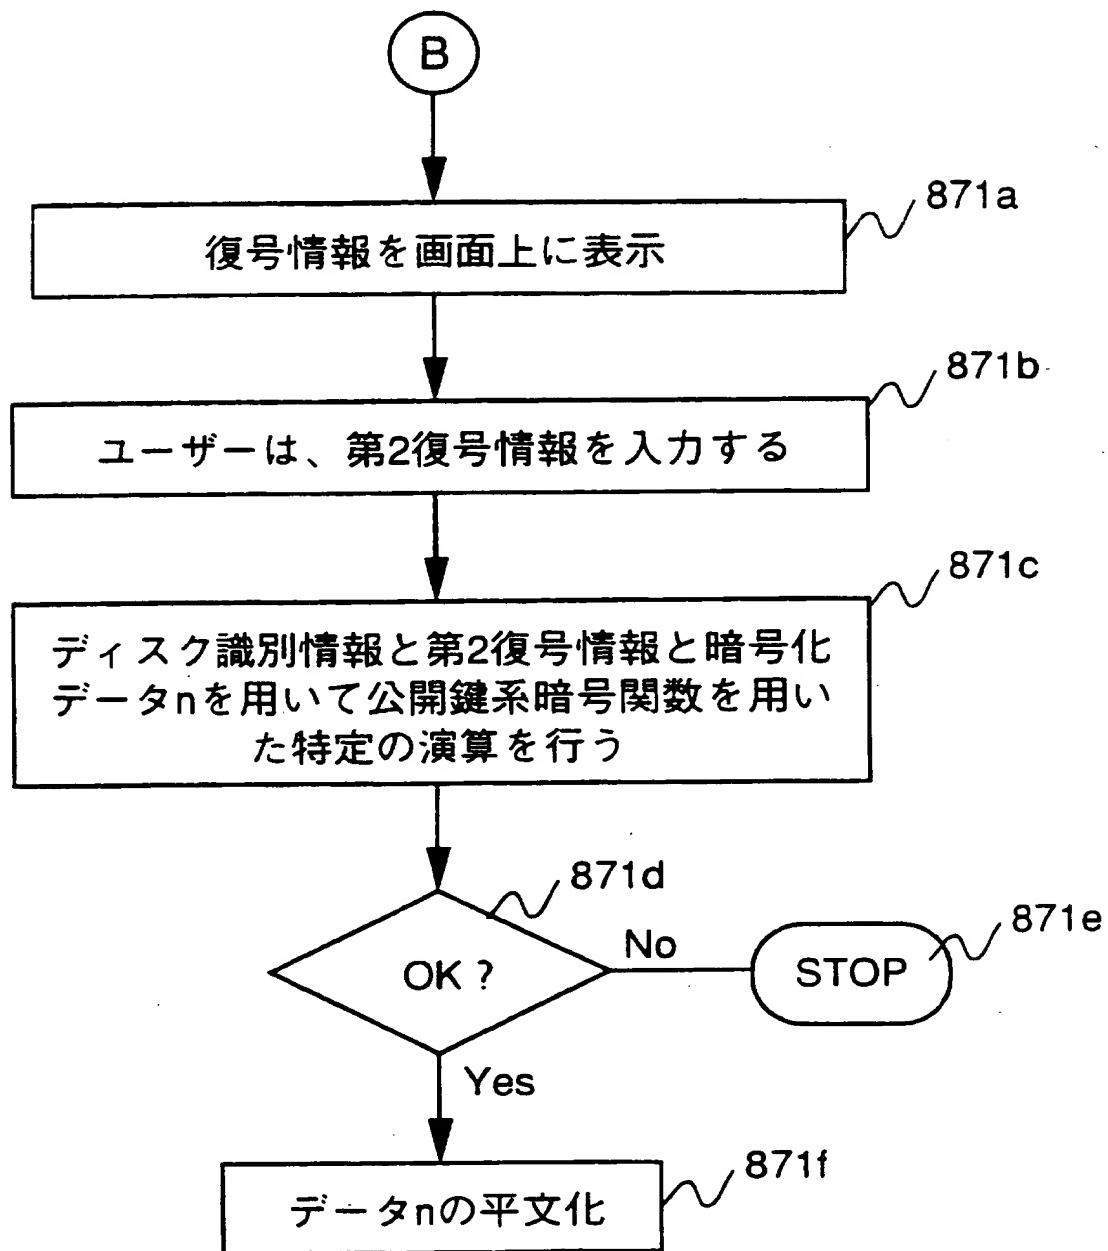 B
871a
復号情報を画面上に表示
871b
ユーザーは、第2復号情報を入力する
871c
ディスク識別情報と第2復号情報と暗号化
データnを用いて公開鍵系暗号関数を用い
た特定の演算を行う
871d
OK ?
No
STOP
871e
Yes
871f
データnの平文化